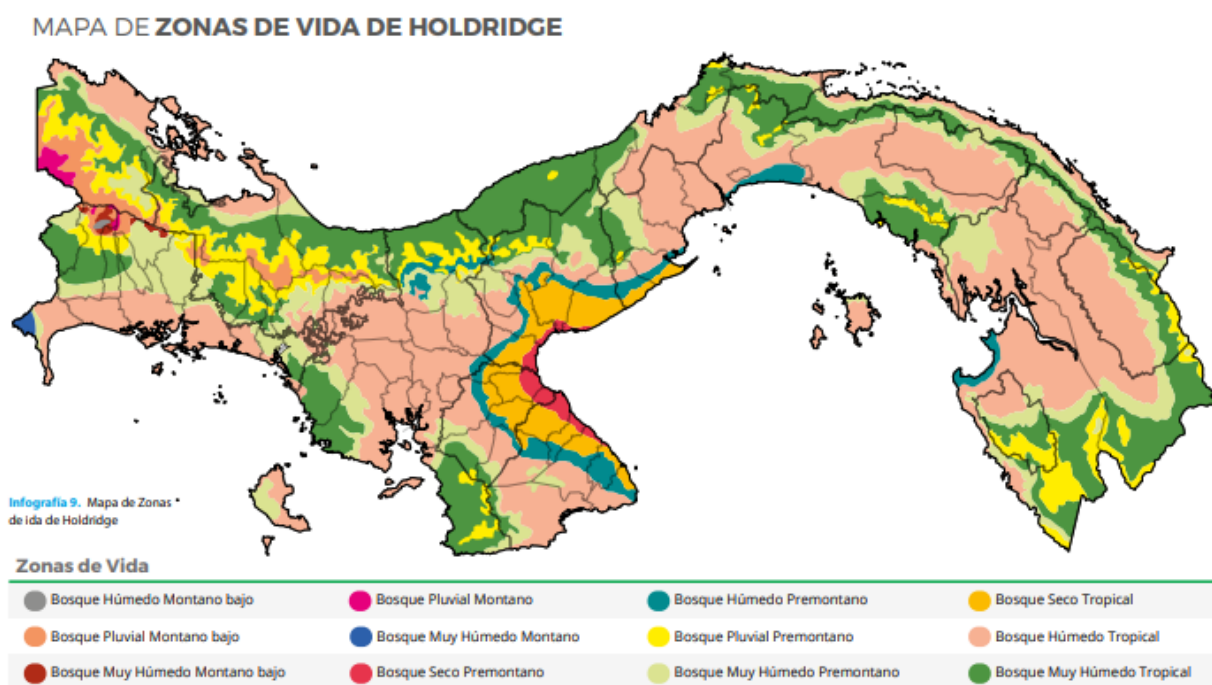 MAPA DE ZONAS DE VIDA DE HOLDRIDGE
Infografía 9. Mapa de Zonas
de ida de Holdridge
Zonas de Vida
Bosque Húmedo Montano bajo
Bosque Pluvial Montano
Bosque Húmedo Premontano
Bosque Seco Tropical
Bosque Pluvial Montano bajo
Bosque Muy Húmedo Montano
Bosque Pluvial Premontano
Bosque Húmedo Tropical
Bosque Muy Húmedo Montano bajo
Bosque Seco Premontano
Bosque Muy Húmedo Premontano
Bosque Muy Húmedo Tropical